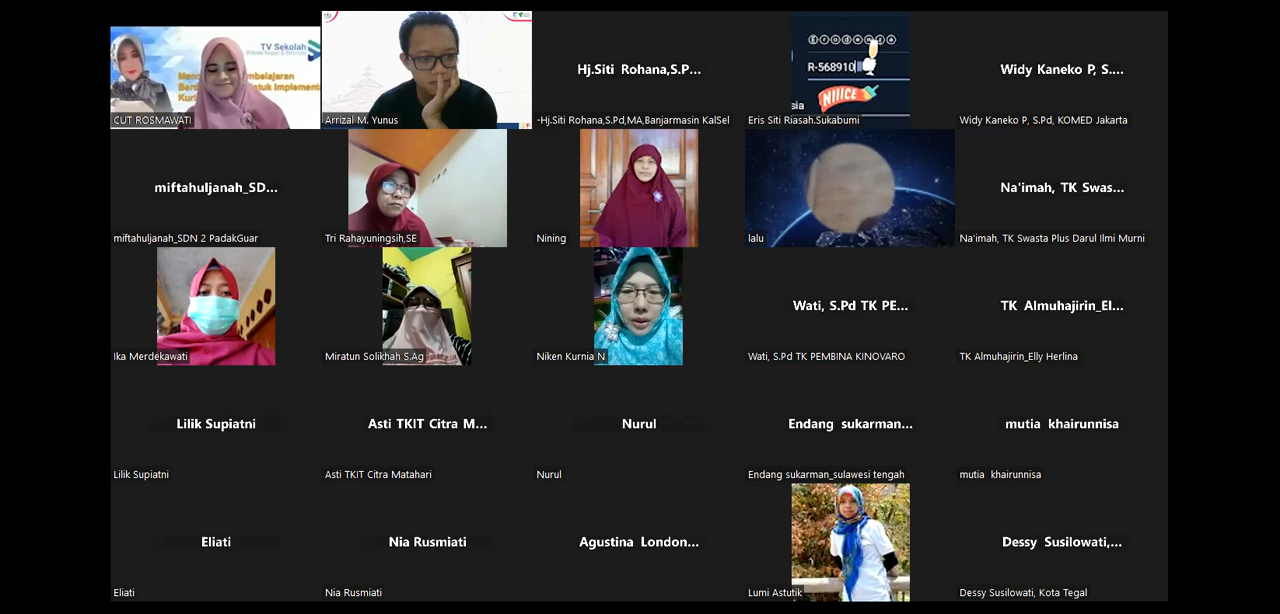 TV Sekolah
CUT ROSMAWATI
Arrizal M. Yunus
Hj.Siti Rohana,S.P...
-Hj.Siti Rohana,S.Pd,MA,Banjarmasin KalSel
R-568910
sia
NIIICE
Eris Siti Riasah.Sukabumi
Widy Kaneko P, S....
Widy Kaneko P, S.Pd, KOMED Jakarta
miftahuljanah_SD...
miftahuljanah_SDN 2 PadakGuar
Tri Rahayuningsih,SE
Nining
lalu
Na'imah, TK Swas...
Na'imah, TK Swasta Plus Darul Ilmi Murni
Ika Merdekawati
Miratun Solikhah S.Ag
Niken Kurnia N
Wati, S.Pd TK PE...
Wati, S.Pd TK PEMBINA KINOVARO
TK Almuhajirin_El...
TK Almuhajirin_Elly Herlina
Lilik Supiatni
Lilik Supiatni
Asti TKIT Citra M...
Asti TKIT Citra Matahari
Nurul
Nurul
Endang sukarman...
Endang sukarman_sulawesi tengah
mutia khairunnisa
mutia khairunnisa
Eliati
Eliati
Nia Rusmiati
Nia Rusmiati
Agustina London...
Lumi Astutik
Dessy Susilowati,...
Dessy Susilowati, Kota Tegal